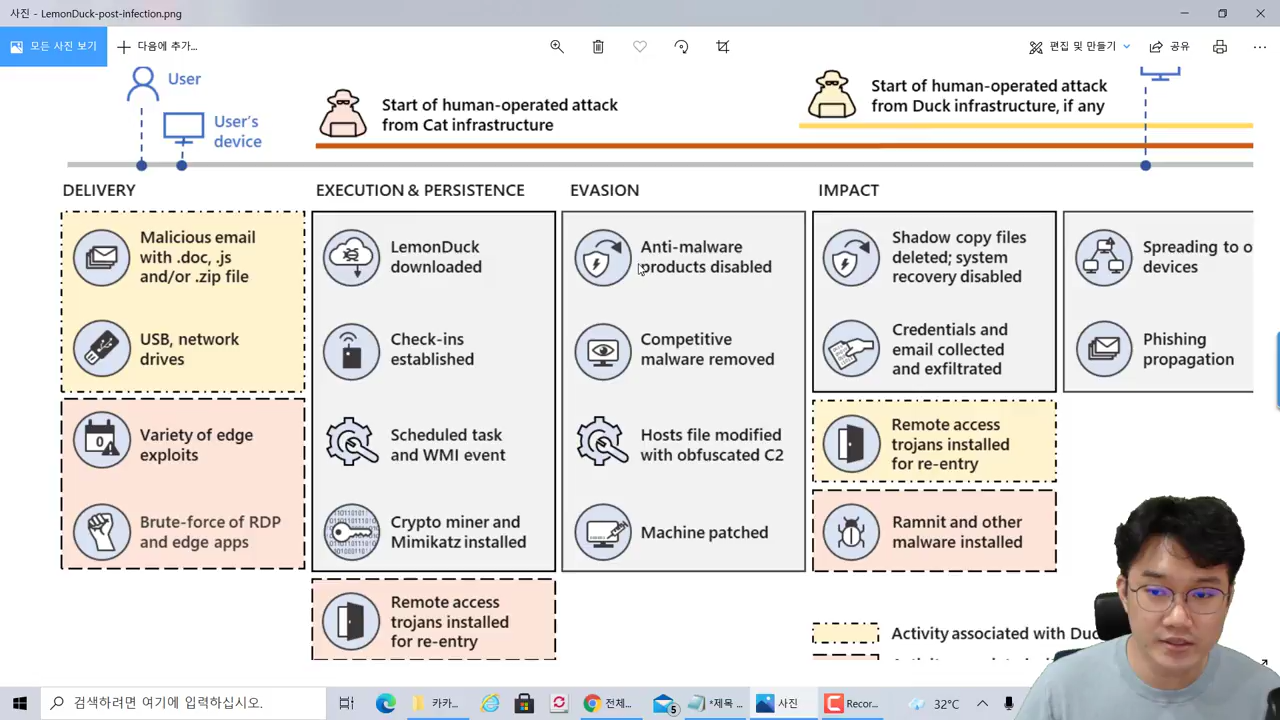 사진 - LemonDuck-post-infection.png
모든 사진 보기
다음에 추가...
편집 및 만들기
공유
User
User's
device
Start of human-operated attack
from Cat infrastructure
Start of human-operated attack
from Duck infrastructure, if any
DELIVERY
Malicious email
with .doc, .js
and/or .zip file
USB, network
drives
Variety of edge
exploits
Brute-force of RDP
and edge apps
EXECUTION & PERSISTENCE
LemonDuck
downloaded
Check-ins
established
Scheduled task
and WMI event
Crypto miner and
Mimikatz installed
Remote access
trojans installed
for re-entry
EVASION
Anti-malware
products disabled
Competitive
malware removed
Hosts file modified
with obfuscated C2
Machine patched
IMPACT
Shadow copy files
deleted; system
recovery disabled
Credentials and
email collected
and exfiltrated
Remote access
trojans installed
for re-entry
Ramnit and other
malware installed
Spreading to o
devices
Phishing
propagation
Activity associated with Duc
검색하려면 여기에 입력하십시오.
카카...
전체...
5
*제목 ...
사진
Recor...
32°C